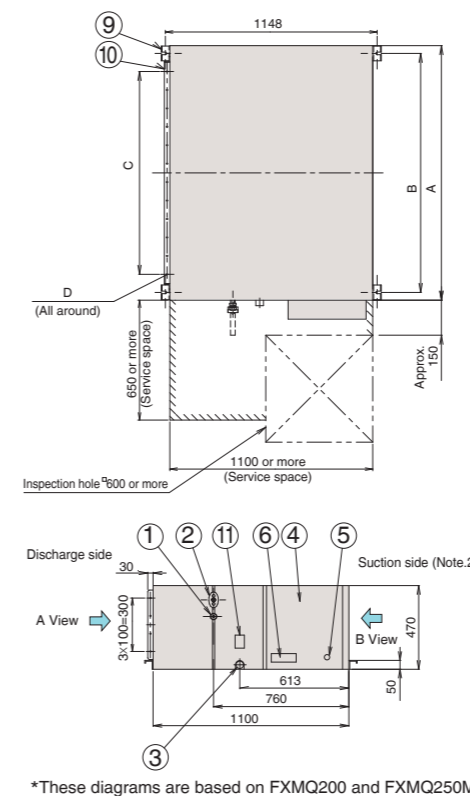 1148
⑨
⑩
C
B
A
D
(All around)
650 or more
(Service space)
Approx.
150
Inspection hole □600 or more
1100 or more
(Service space)
Discharge side
①
②
⑪
⑥
④
⑤
Suction side (Note.2
30
A View
B View
3×100=300
470
50
613
760
1100
③
*These diagrams are based on FXMQ200 and FXMQ250M